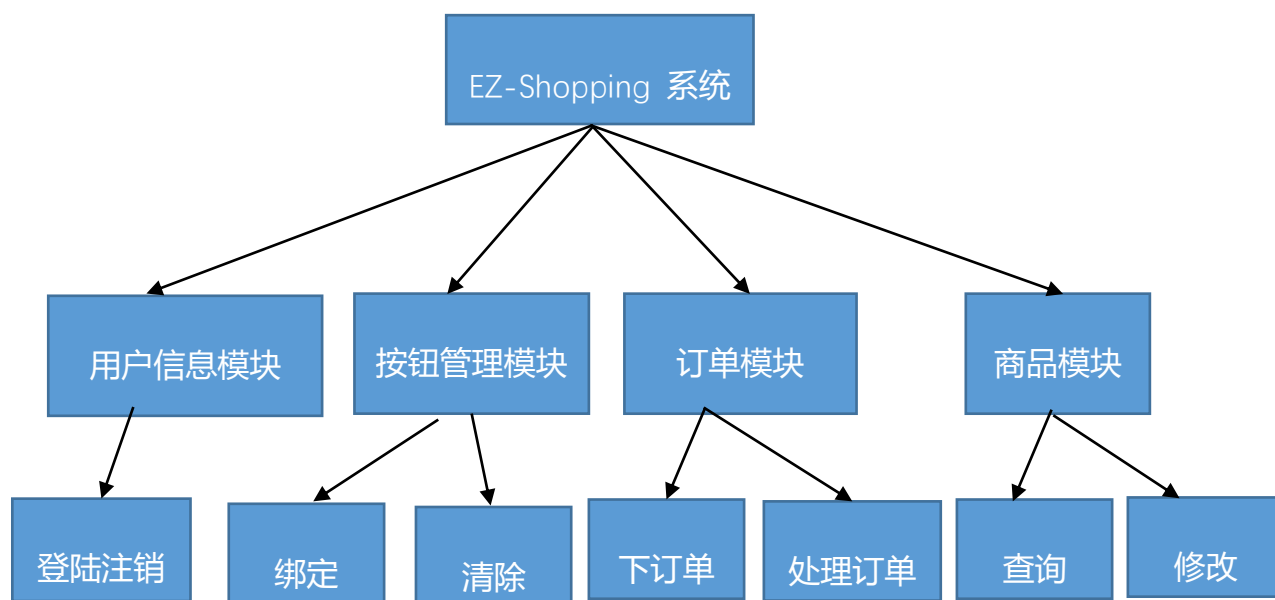 EZ-Shopping 系统
用户信息模块
按钮管理模块
订单模块
商品模块
登陆注销
绑定
清除
下订单
处理订单
查询
修改